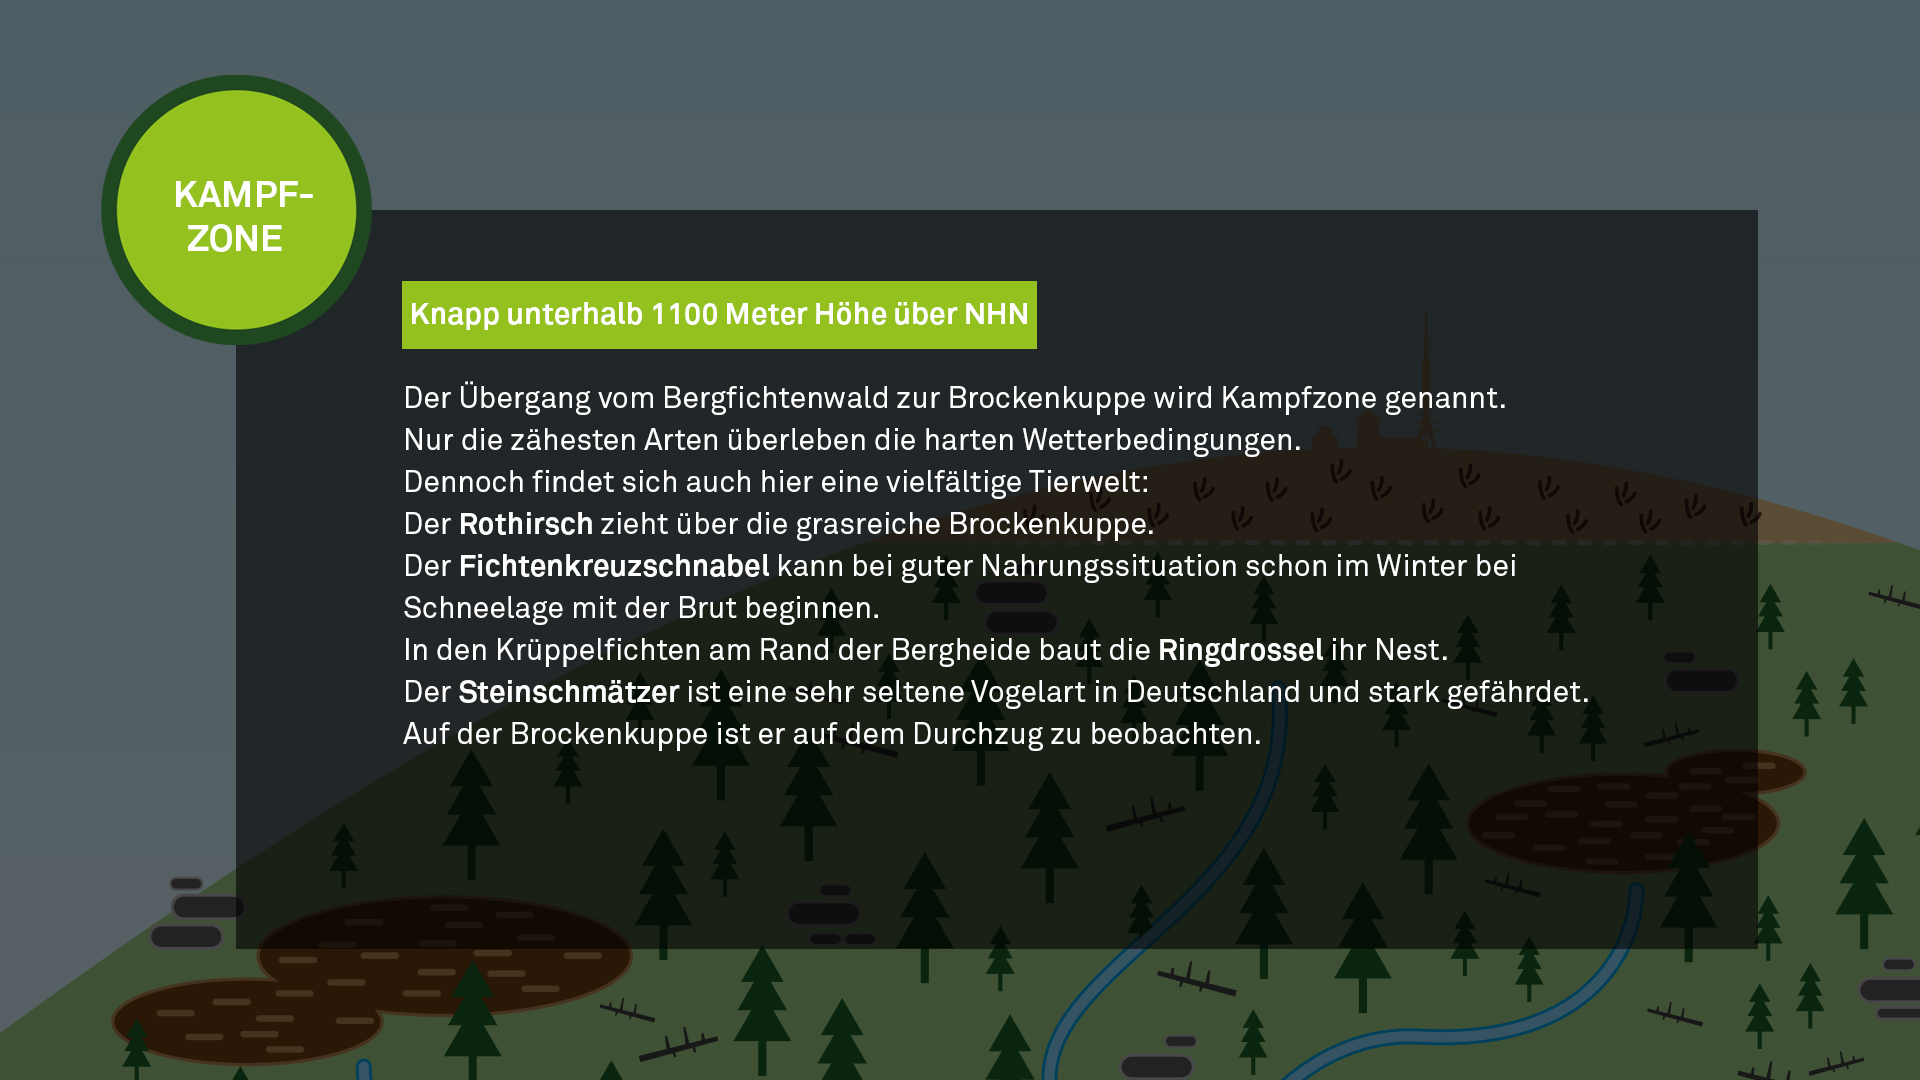 KAMPF-
ZONE
Knapp unterhalb 1100 Meter Höhe über NHN
Der Übergang vom Bergfichtenwald zur Brockenkuppe wird Kampfzone genannt.
Nur die zähesten Arten überleben die harten Wetterbedingungen.
Dennoch findet sich auch hier eine vielfältige Tierwelt:
Der Rothirsch zieht über die grasreiche Brockenkuppe.
Der Fichtenkreuzschnabel kann bei guter Nahrungssituation schon im Winter bei
Schneelage mit der Brut beginnen.
In den Krüppelfichten am Rand der Bergheide baut die Ringdrossel ihr Nest.
Der Steinschmätzer ist eine sehr seltene Vogelart in Deutschland und stark gefährdet.
Auf der Brockenkuppe ist er auf dem Durchzug zu beobachten.